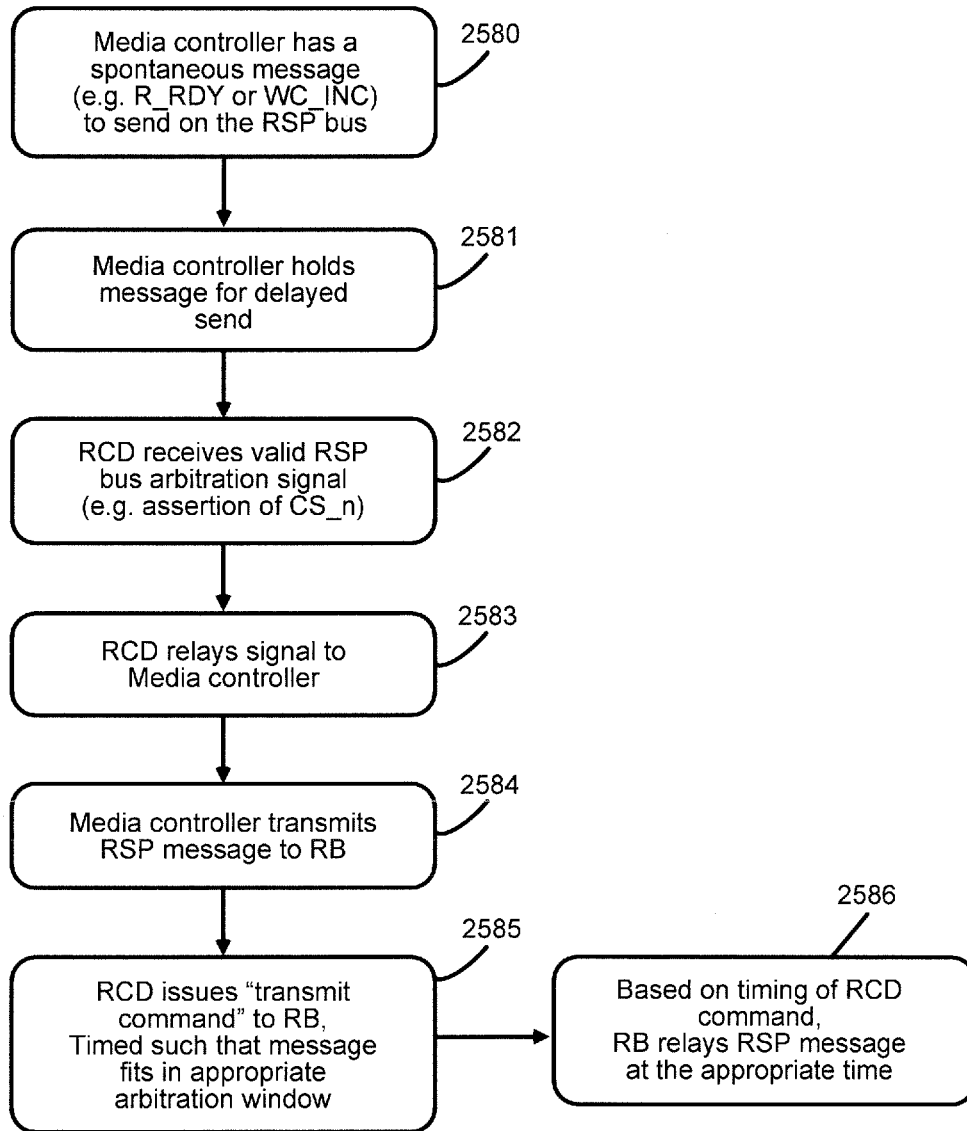 Media controller has a
spontaneous message
(e.g. R_RDY or WC_INC)
to send on the RSP bus
2580
Media controller holds
message for delayed
send
2581
RCD receives valid RSP
bus arbitration signal
(e.g. assertion of CS_n)
2582
RCD relays signal to
Media controller
2583
Media controller transmits
RSP message to RB
2584
RCD issues “transmit
command” to RB,
Timed such that message
fits in appropriate
arbitration window
2585
Based on timing of RCD
command,
RB relays RSP message
at the appropriate time
2586